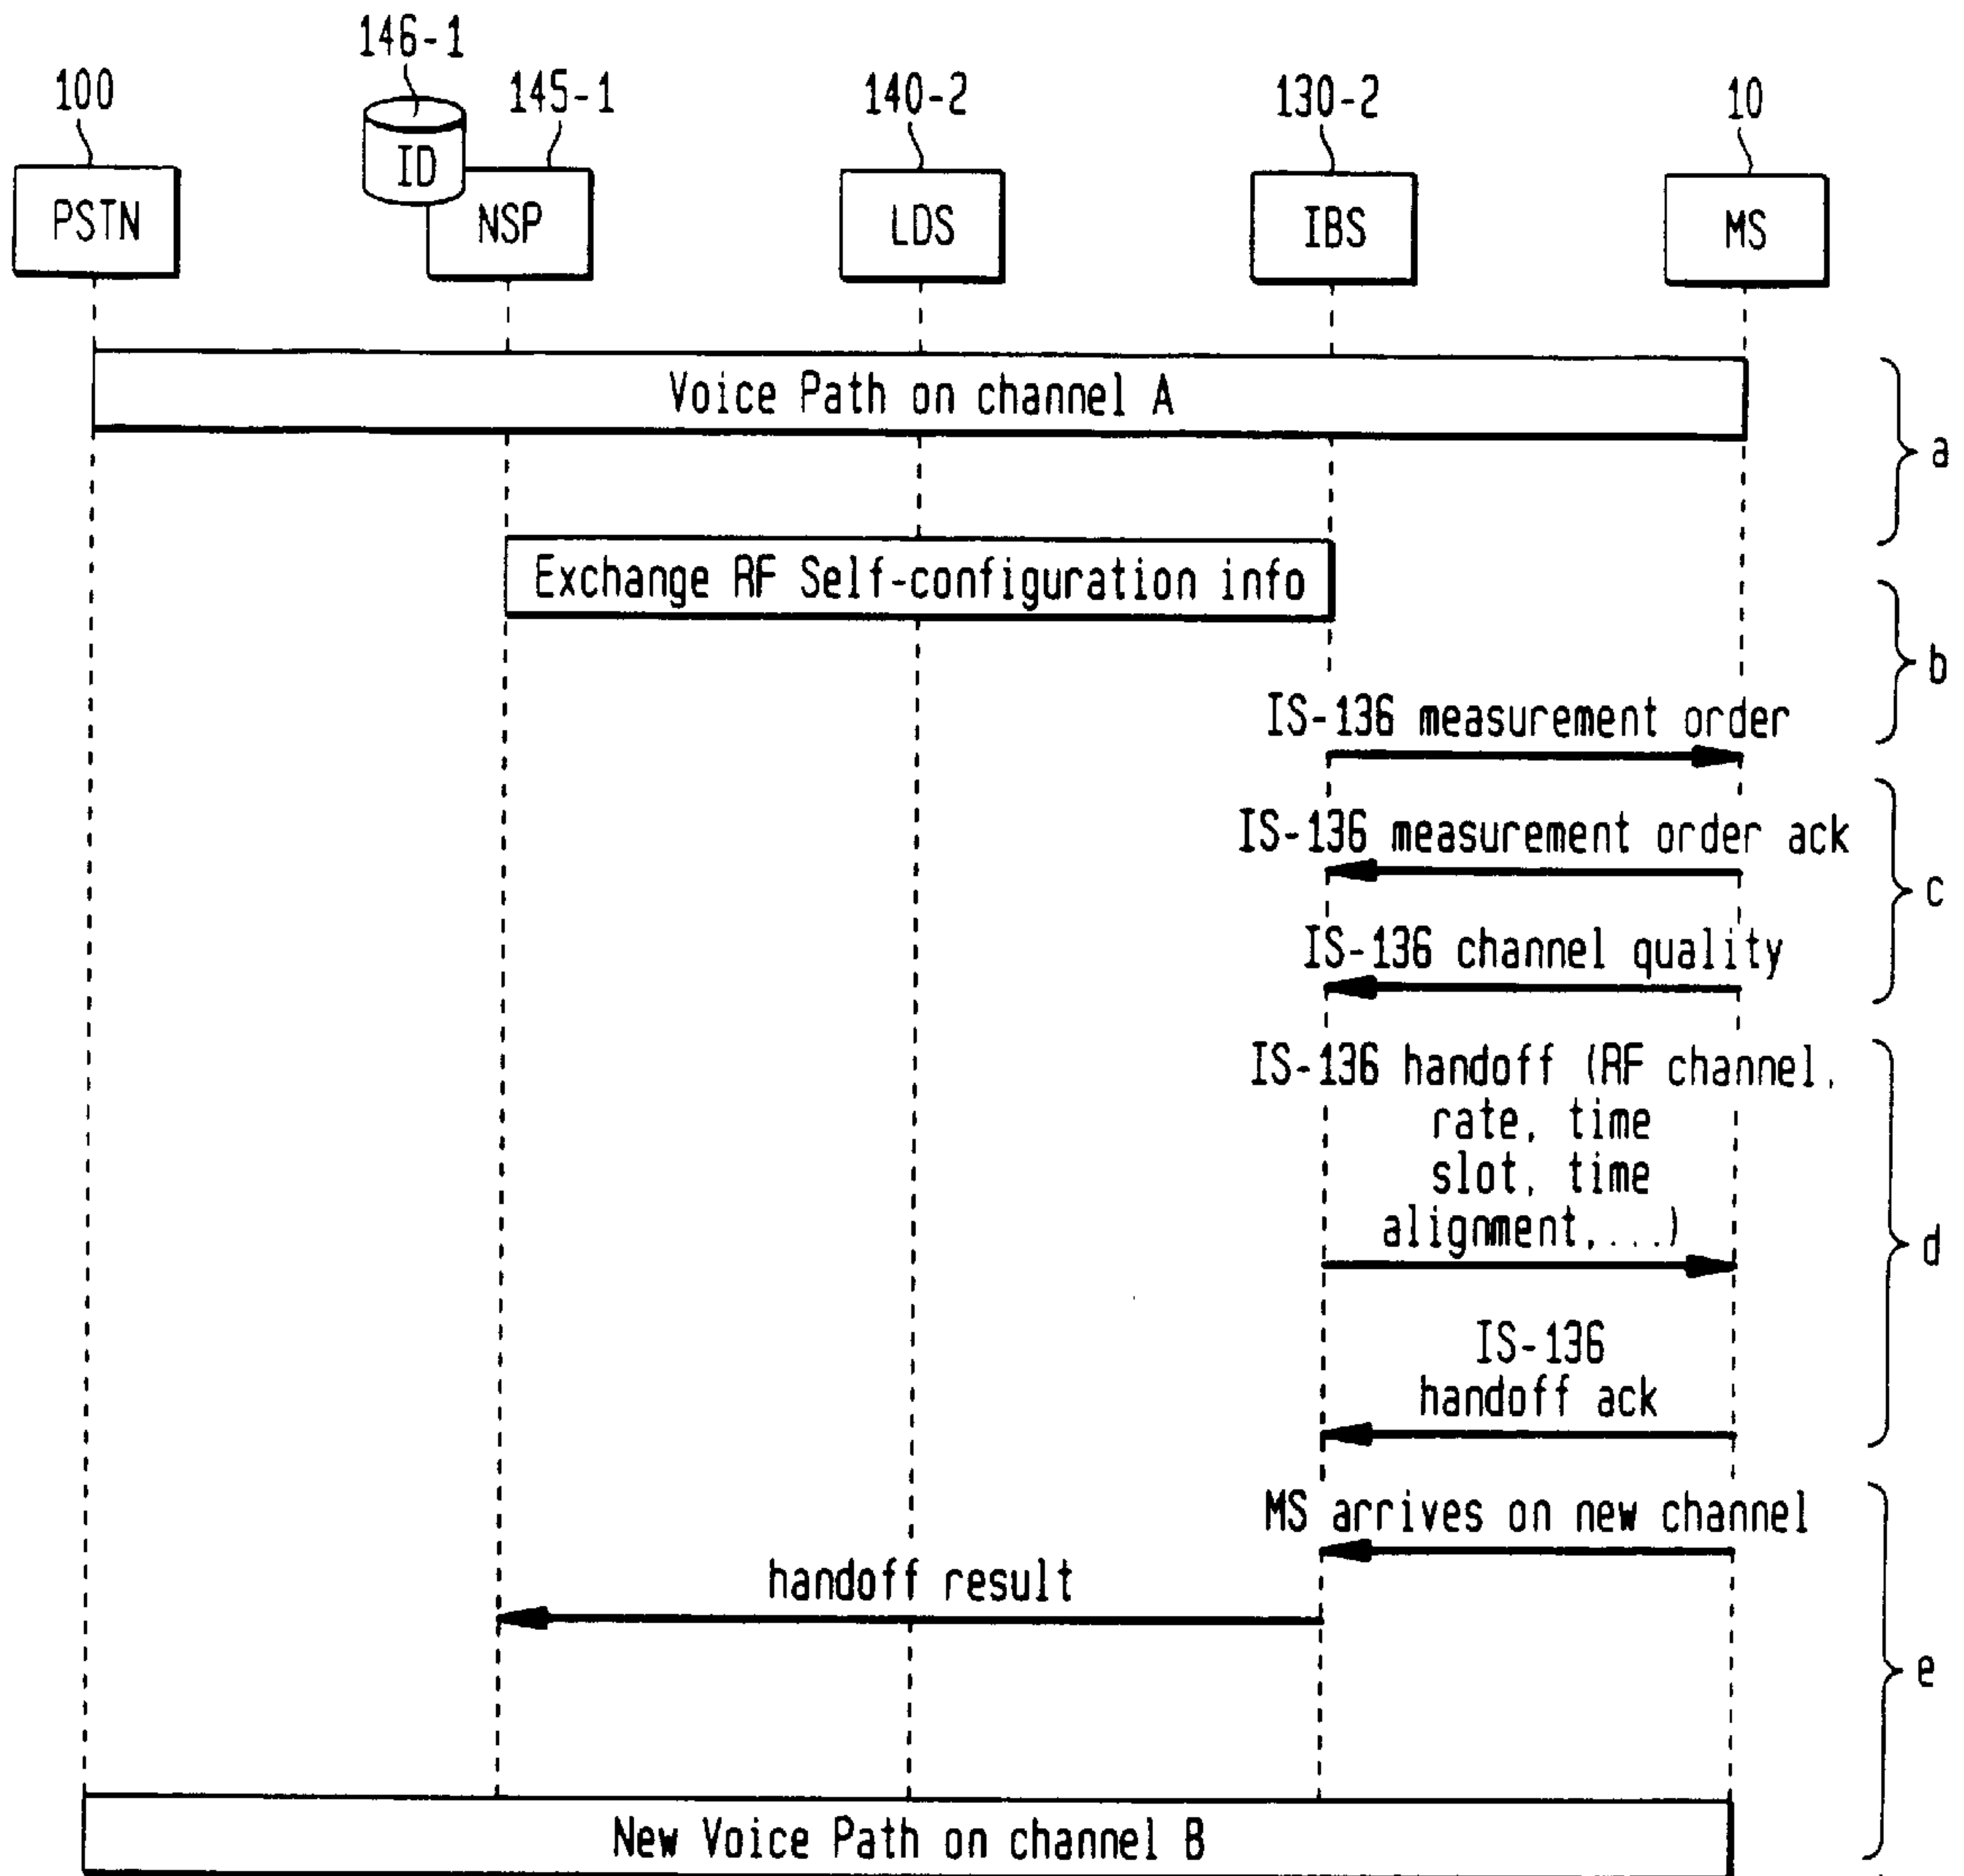 146-1
100
145-1
140-2
130-2
10
ID
PSTN
NSP
LDS
IBS
MS
Voice Path on channel A
a
Exchange RF Self-configuration info
b
IS-136 measurement order
IS-136 measurement order ack
c
IS-136 channel quality
IS-136 handoff (RF channel,
rate, time
slot, time
alignment,...)
d
IS-136
handoff ack
MS arrives on new channel
handoff result
e
New Voice Path on channel B